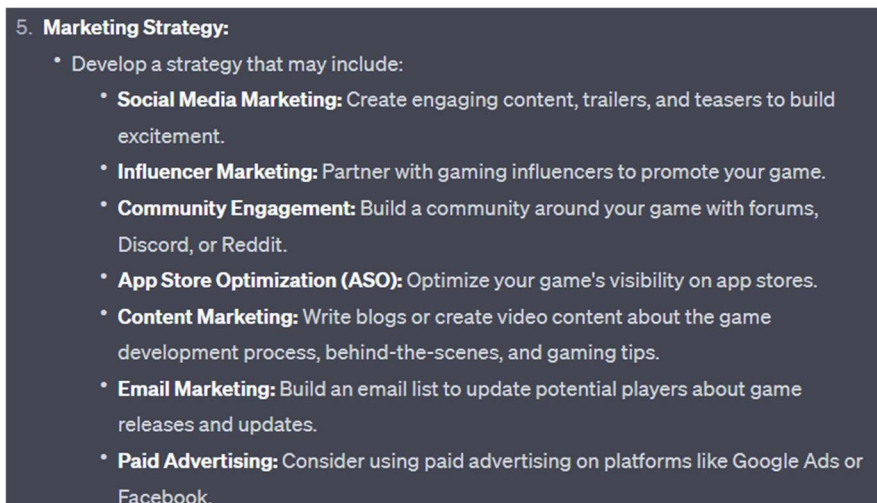 5. Marketing Strategy:
• Develop a strategy that may include:
• Social Media Marketing: Create engaging content, trailers, and teasers to build
excitement.
• Influencer Marketing: Partner with gaming influencers to promote your game.
• Community Engagement: Build a community around your game with forums,
Discord, or Reddit.
• App Store Optimization (ASO): Optimize your game's visibility on app stores.
• Content Marketing: Write blogs or create video content about the game
development process, behind-the-scenes, and gaming tips.
• Email Marketing: Build an email list to update potential players about game
releases and updates.
• Paid Advertising: Consider using paid advertising on platforms like Google Ads or
Facebook.